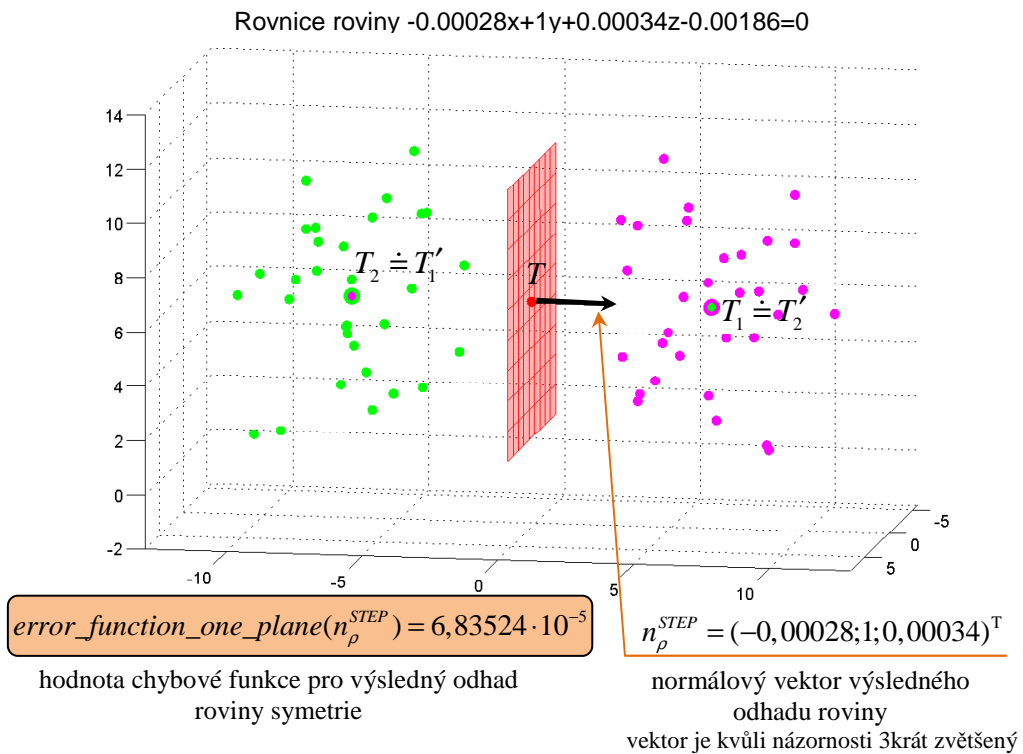 Rovnice roviny -0.00028x+1y+0.00034z-0.00186=0
14
12
10
8
6
4
2
0
-2
-10
-5
0
5
10
-5
0
5
T₂ ≐ T₁′
T
T₁ ≐ T₂′
error_function_one_plane(n_ρ^STEP) = 6,83524·10⁻⁵
n_ρ^STEP = (−0,00028;1;0,00034)ᵀ
hodnota chybové funkce pro výsledný odhad
roviny symetrie
normálový vektor výsledného
odhadu roviny
vektor je kvůli názornosti 3krát zvětšený